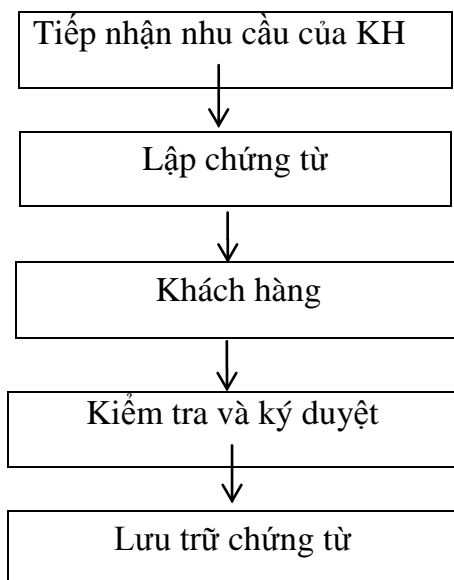 Tiếp nhận nhu cầu của KH
Lập chứng từ
Khách hàng
Kiểm tra và ký duyệt
Lưu trữ chứng từ